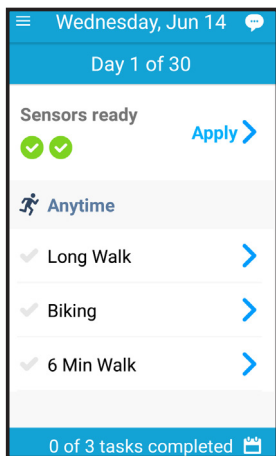 Wednesday, Jun 14
Day 1 of 30
Sensors ready
Apply
Anytime
Long Walk
Biking
6 Min Walk
0 of 3 tasks completed